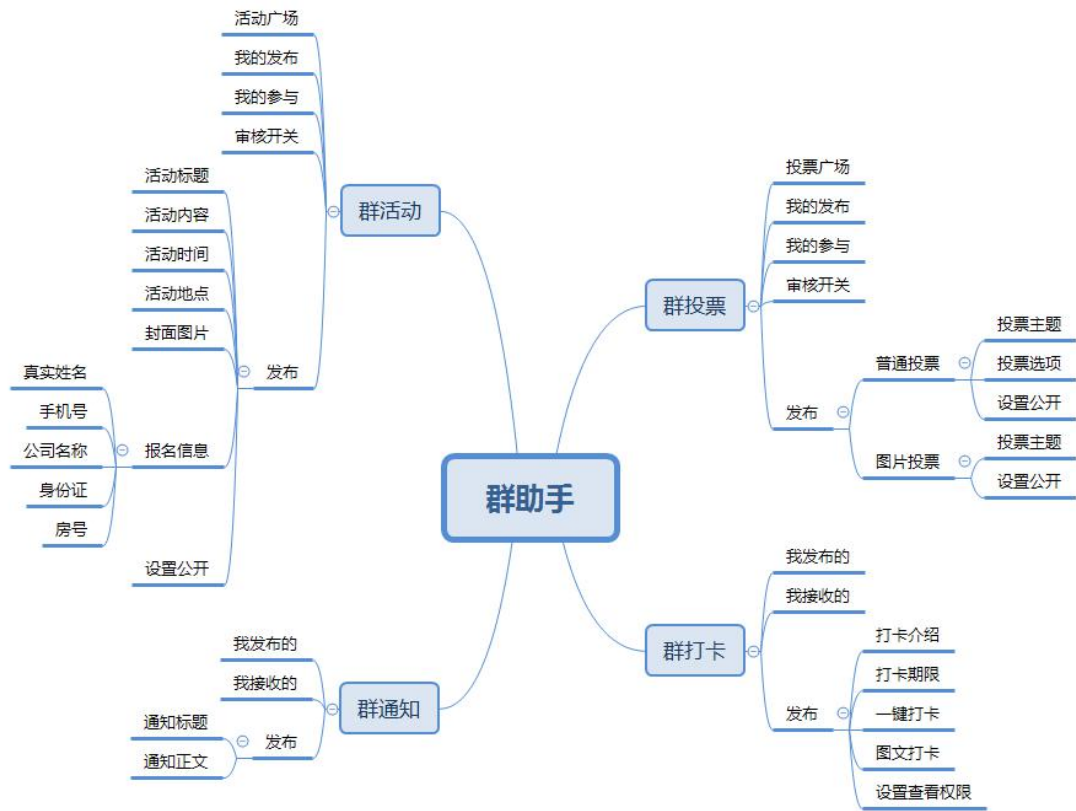 群助手
群活动
活动广场
我的发布
我的参与
审核开关
发布
活动标题
活动内容
活动时间
活动地点
封面图片
报名信息
真实姓名
手机号
公司名称
身份证
房号
设置公开
群通知
我发布的
我接收的
发布
通知标题
通知正文
群投票
投票广场
我的发布
我的参与
审核开关
发布
普通投票
投票主题
投票选项
设置公开
图片投票
投票主题
设置公开
群打卡
我发布的
我接收的
发布
打卡介绍
打卡期限
一键打卡
图文打卡
设置查看权限